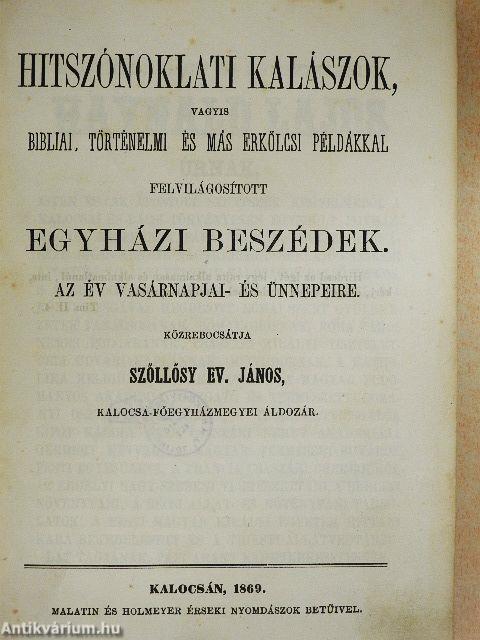 HITSZÓNOKLATI KALÁSZOK,
VAGYIS
BIBLIAI, TÖRTÉNELMI ÉS MÁS ERKÖLCSI PÉLDÁKKAL
FELVILÁGOSÍTOTT
EGYHÁZI BESZÉDEK.
AZ ÉV VASÁRNAPJAI- ÉS ÜNNEPEIRE.
KÖZREBOCSÁTJA
SZŐLLŐSY EV. JÁNOS,
KALOCSA-FŐEGYHÁZMEGYEI ÁLDOZÁR.
KALOCSÁN, 1869.
MALATIN ÉS HOLMEYER ÉRSEKI NYOMDÁSZOK BETŰIVEL.
Antikvárium.hu